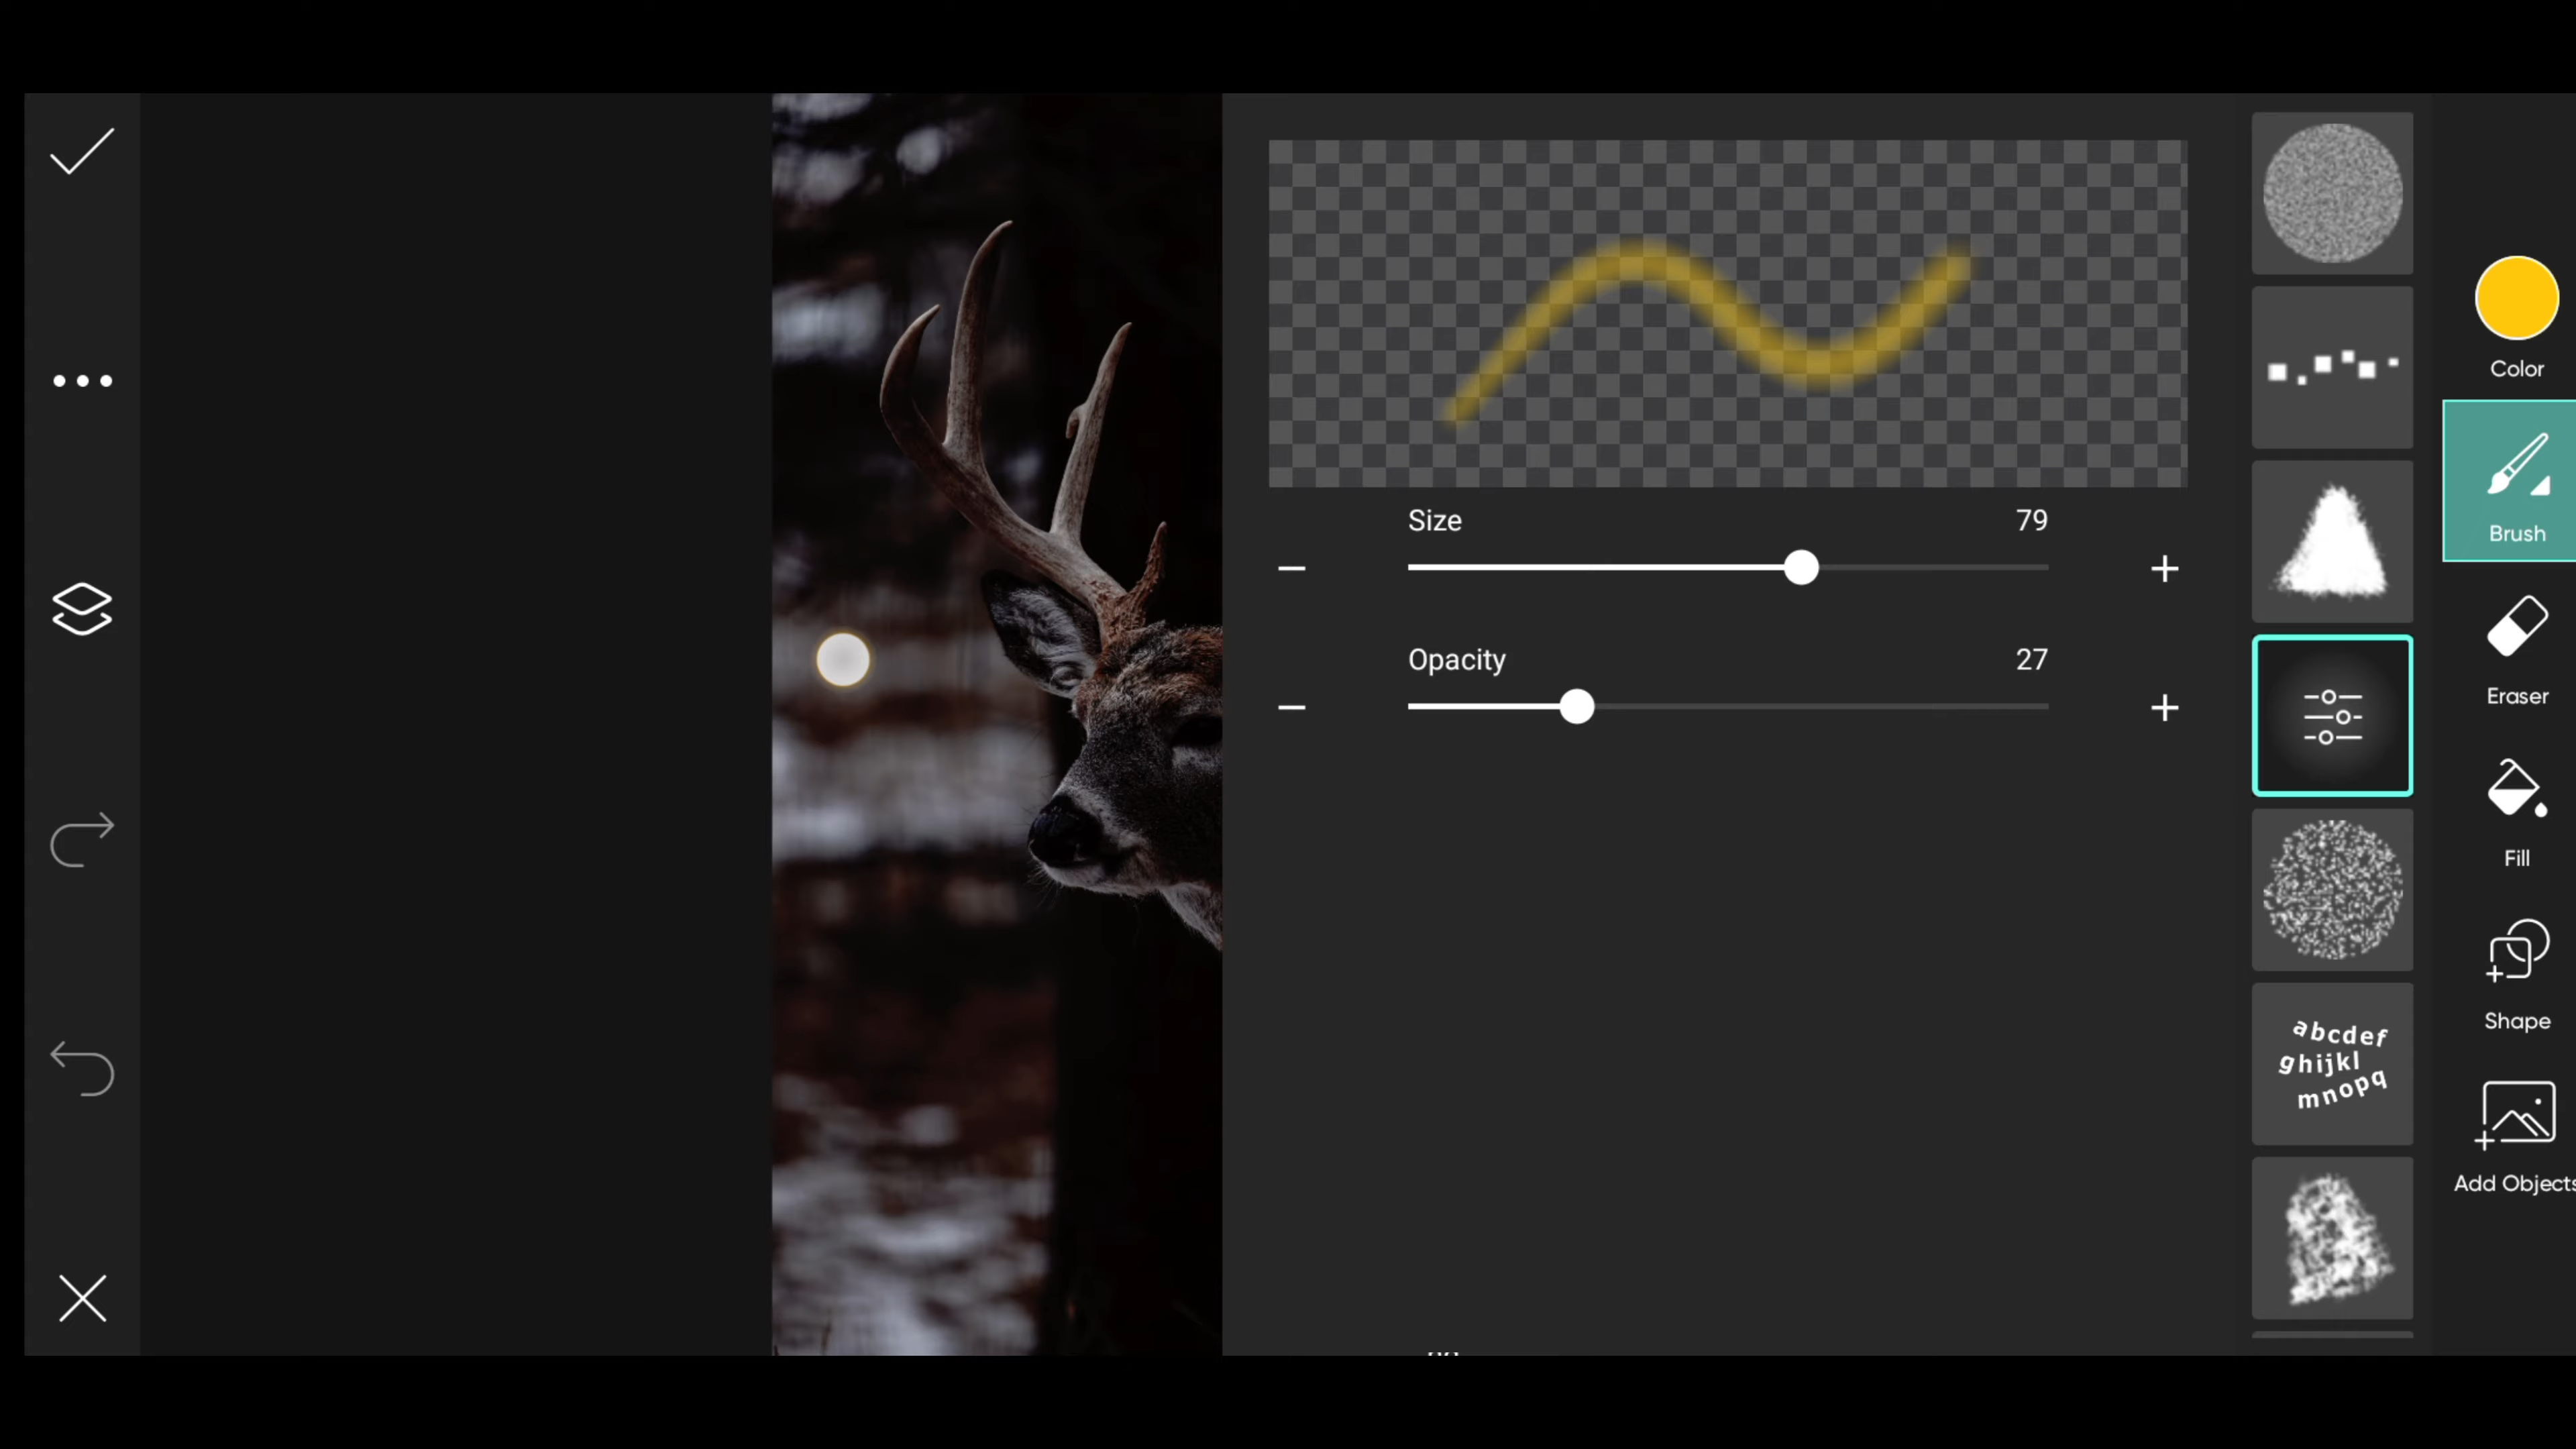 Size 79
Opacity 27
abcdef
ghijkl
mnopq
Color
Brush
Eraser
Fill
Shape
Add Objects